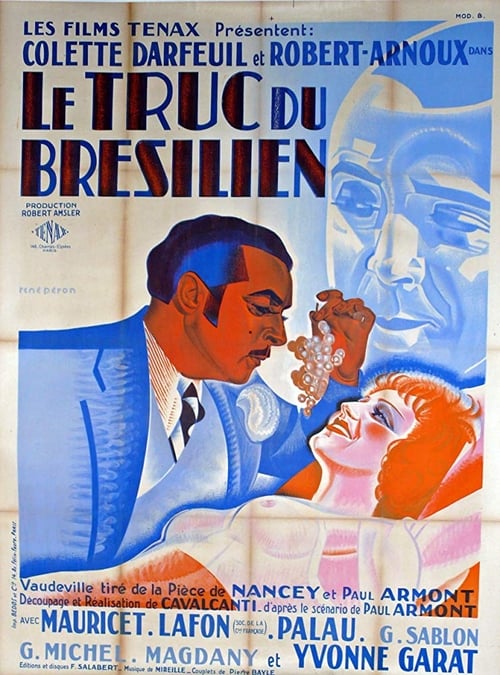 MOD. B.
LES FILMS TENAX Présentent:
COLETTE DARFEUIL et ROBERT-ARNOUX DANS
LE TRUC DU
BRESILIEN
PRODUCTION
ROBERT AMSLER
TENAX
PARIS
rené péron
Vaudeville tiré de la Pièce de NANCEY et PAUL ARMONT
Découpage et Réalisation de CAVALCANTI. d'après le scénario de PAUL ARMONT
AVEC MAURICET. LAFON (SOC. DE LA CIE FRANÇAISE) . PALAU. G. SABLON
G. MICHEL. MAGDANY et YVONNE GARAT
Editions et disques F. SALABERT - Musique de MIREILLE - Couplets de Pierre BAYLE